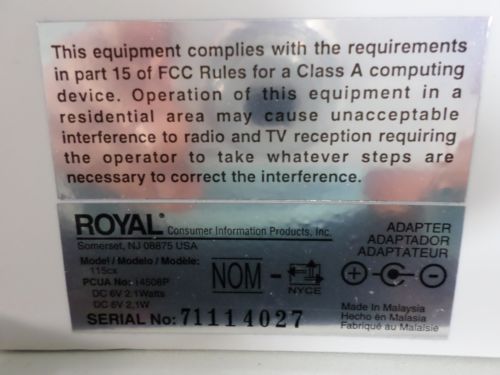 This equipment complies with the requirements
in part 15 of FCC Rules for a Class A computing
device. Operation of this equipment in a
residential area may cause unacceptable
interference to radio and TV reception requiring
the operator to take whatever steps are
necessary to correct the interference.
ROYAL® Consumer Information Products, Inc.
Somerset, NJ 08875 USA
Model / Modelo / Modèle:
115cx
PCUA No: 14508P
DC 6V 2.1Watts
DC 6V 2,1W
SERIAL No: 71114027
NOM - NYCE
ADAPTER
ADAPTADOR
ADAPTATEUR
Made In Malaysia
Hecho en Malasia
Fabriqué au Malaisie